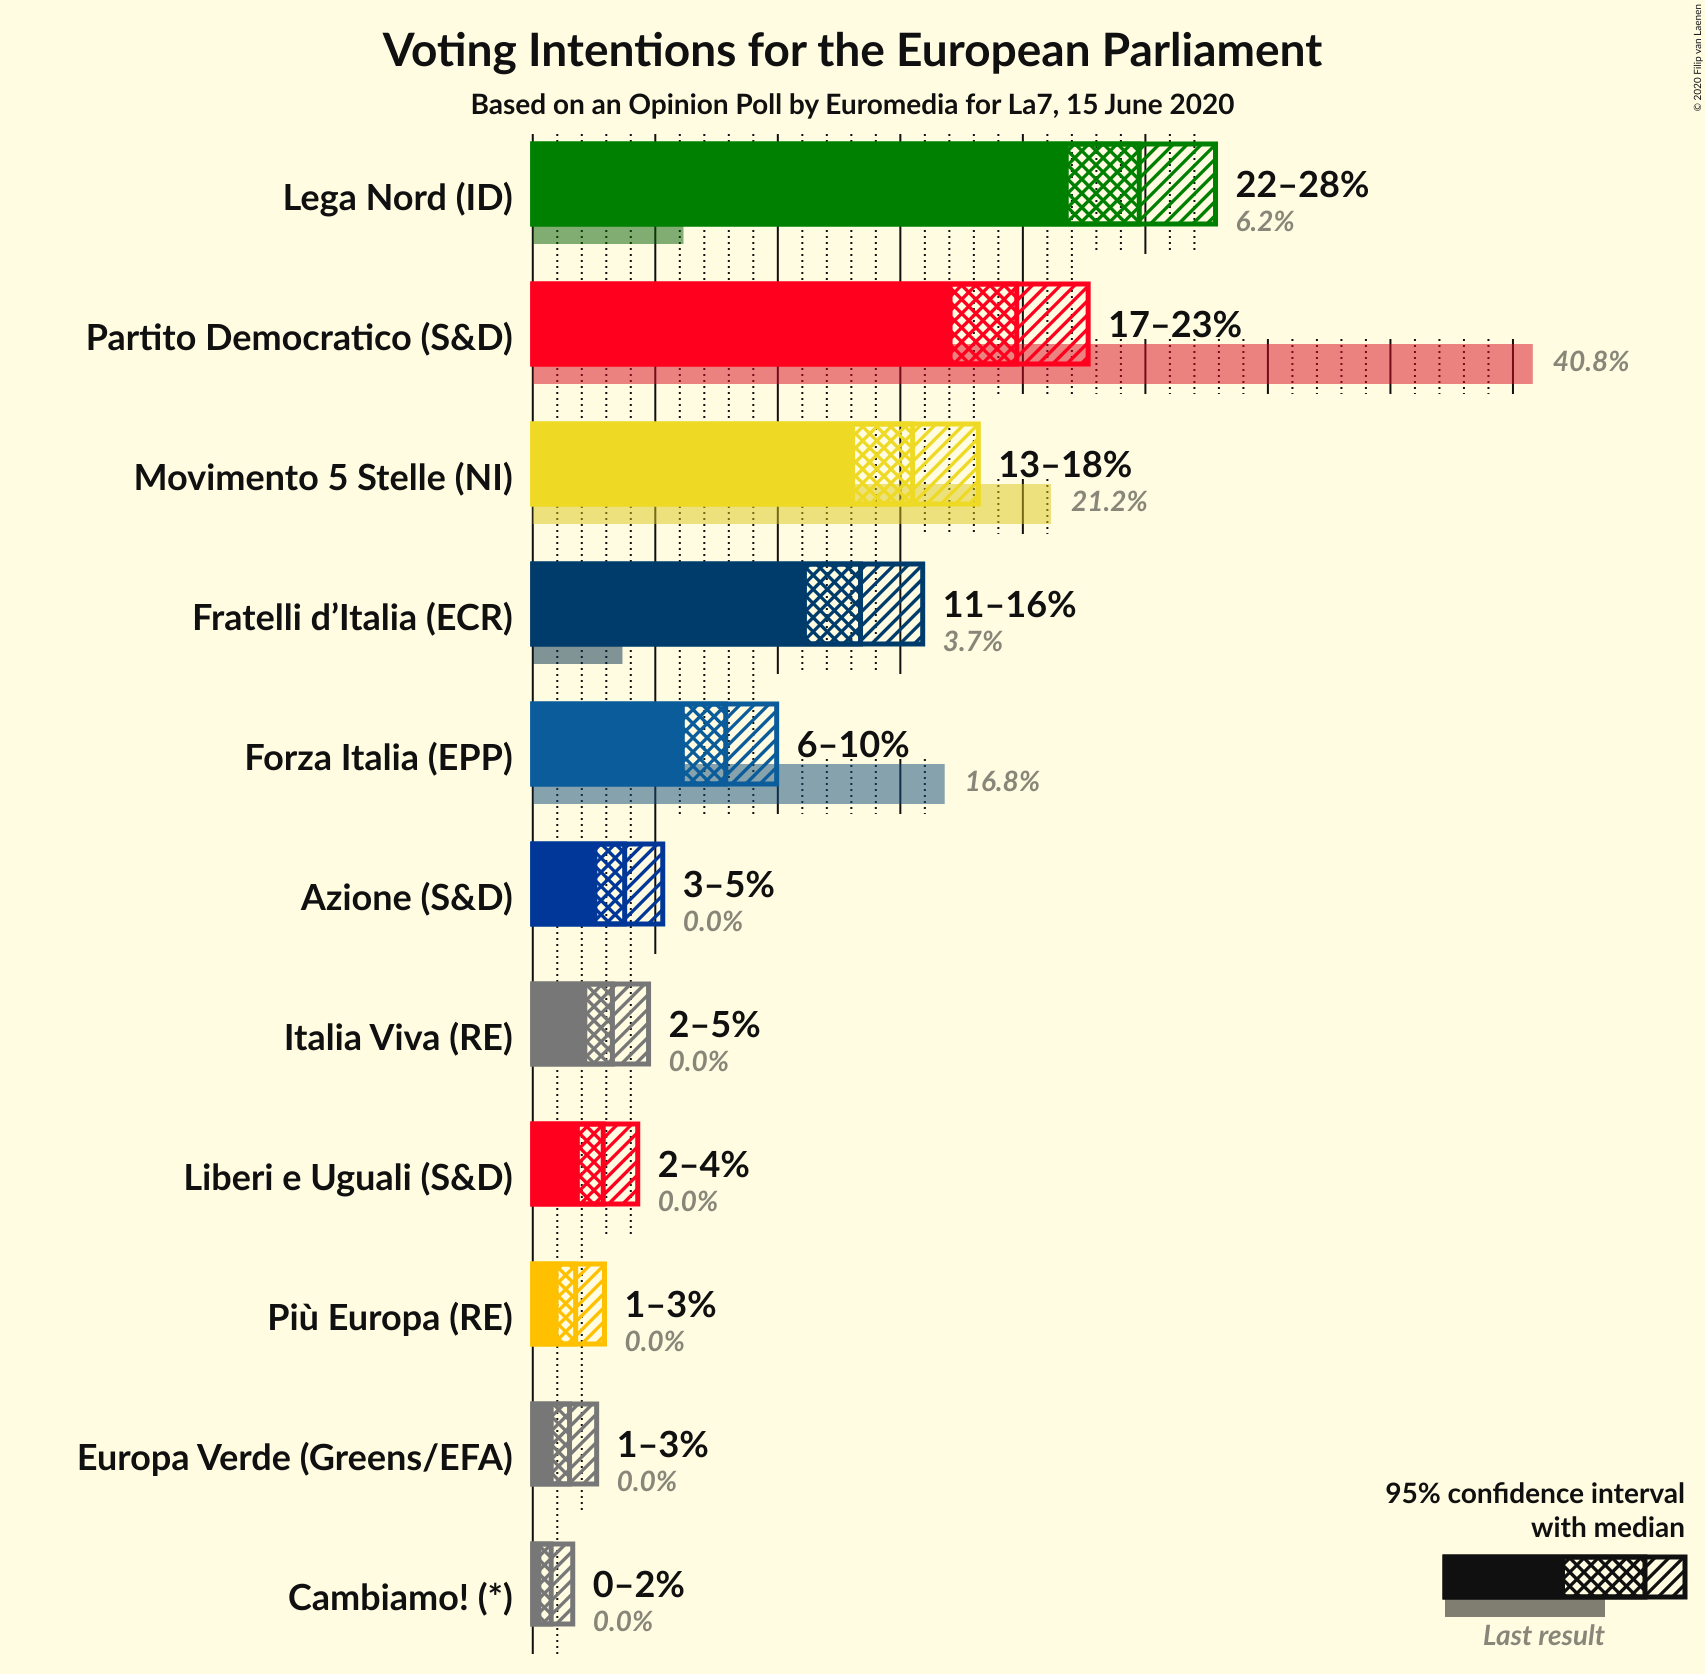 Voting Intentions for the European Parliament
Based on an Opinion Poll by Euromedia for La7, 15 June 2020
© 2020 Filip van Laenen
Lega Nord (ID)
22–28%
6.2%
Partito Democratico (S&D)
17–23%
40.8%
Movimento 5 Stelle (NI)
13–18%
21.2%
Fratelli d’Italia (ECR)
11–16%
3.7%
Forza Italia (EPP)
6–10%
16.8%
Azione (S&D)
3–5%
0.0%
Italia Viva (RE)
2–5%
0.0%
Liberi e Uguali (S&D)
2–4%
0.0%
Più Europa (RE)
1–3%
0.0%
Europa Verde (Greens/EFA)
1–3%
0.0%
Cambiamo! (*)
0–2%
0.0%
95% confidence interval
with median
Last result